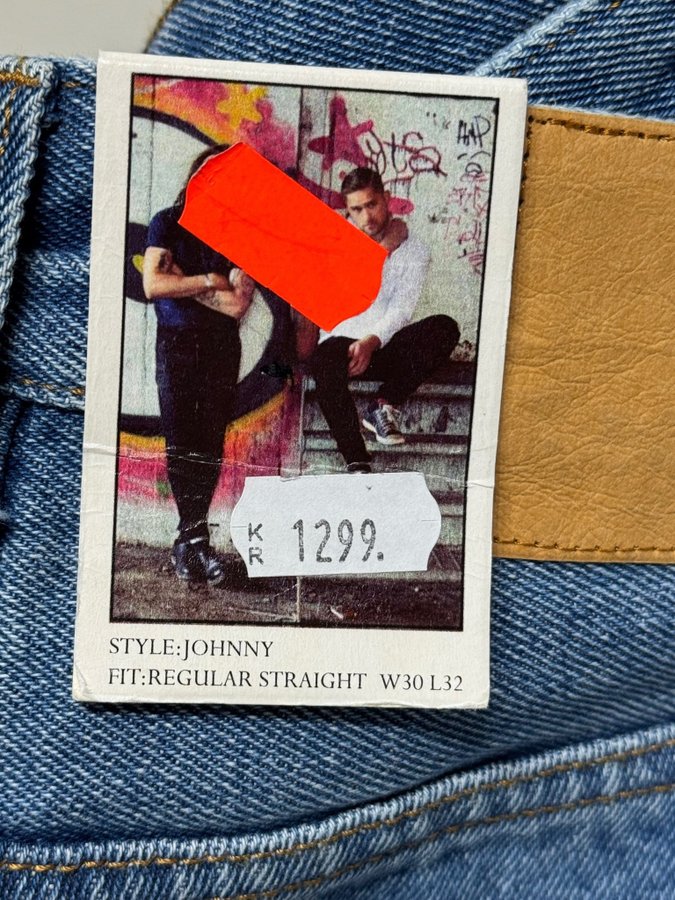 KR 1299.
STYLE:JOHNNY
FIT:REGULAR STRAIGHT W30 L32